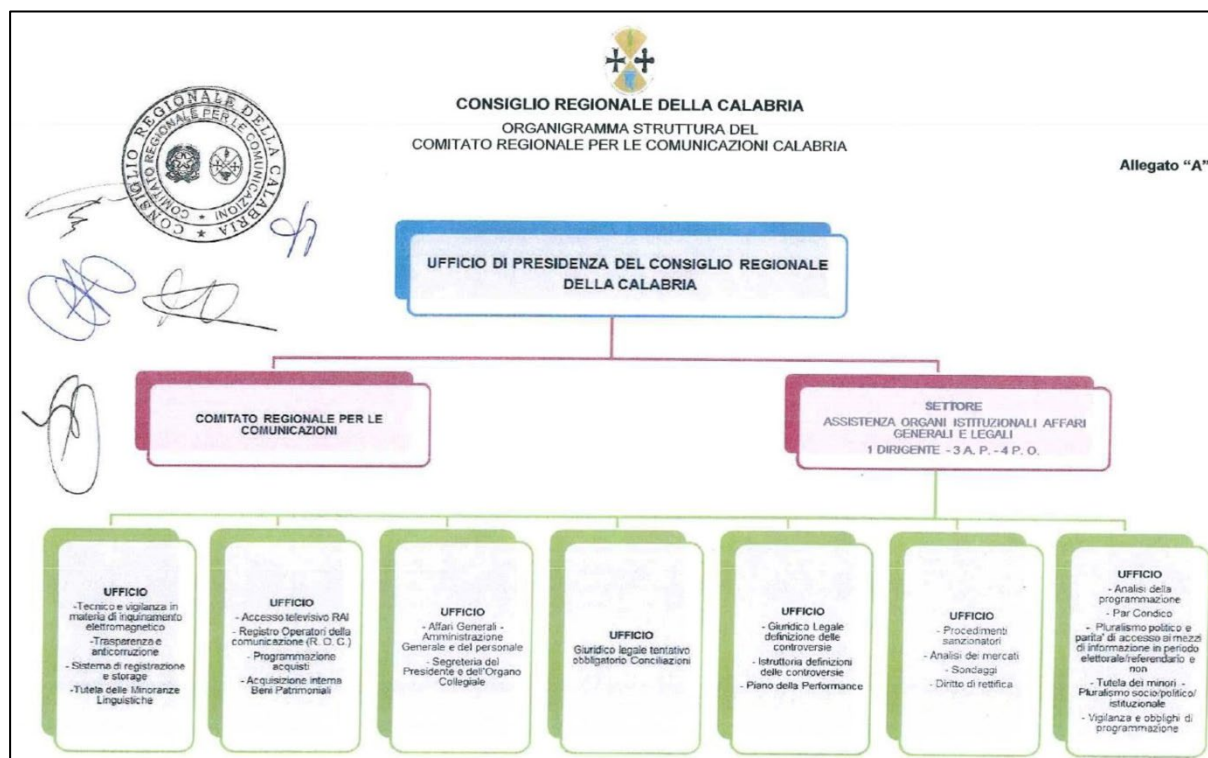 CONSIGLIO REGIONALE DELLA CALABRIA
ORGANIGRAMMA STRUTTURA DEL
COMITATO REGIONALE PER LE COMUNICAZIONI CALABRIA
Allegato "A"
CONSIGLIO REGIONALE DELLA CALABRIA
COMITATO REGIONALE PER LE COMUNICAZIONI
UFFICIO DI PRESIDENZA DEL CONSIGLIO REGIONALE
DELLA CALABRIA
COMITATO REGIONALE PER LE
COMUNICAZIONI
SETTORE
ASSISTENZA ORGANI ISTITUZIONALI AFFARI
GENERALI E LEGALI
1 DIRIGENTE - 3 A. P. - 4 P. O.
UFFICIO
-Tecnico e vigilanza in
materia di inquinamento
elettromagnetico
-Trasparenza e
anticorruzione
- Sistema di registrazione
e storage
-Tutela delle Minoranze
Linguistiche
UFFICIO
- Accesso televisivo RAI
- Registro Operatori della
comunicazione (R. O. C.)
- Programmazione
acquisti
- Acquisizione interna
Beni Patrimoniali
UFFICIO
- Affari Generali -
Amministrazione
Generale e del personale
- Segreteria del
Presidente e dell'Organo
Collegiale
UFFICIO
Giuridico legale tentativo
obbligatorio Conciliazioni
UFFICIO
- Giuridico Legale
definizione delle
controversie
- Istruttoria definizioni
delle controversie
- Piano della Performance
UFFICIO
- Procedimenti
sanzionatori
- Analisi dei mercati
- Sondaggi
- Diritto di rettifica
UFFICIO
- Analisi della
programmazione
- Par Condico
- Pluralismo politico e
parita' di accesso ai mezzi
di informazione in periodo
elettorale/referendario e
non
- Tutela dei minori -
Pluralismo socio/politico/
istituzionale
- Vigilanza e obblighi di
programmazione